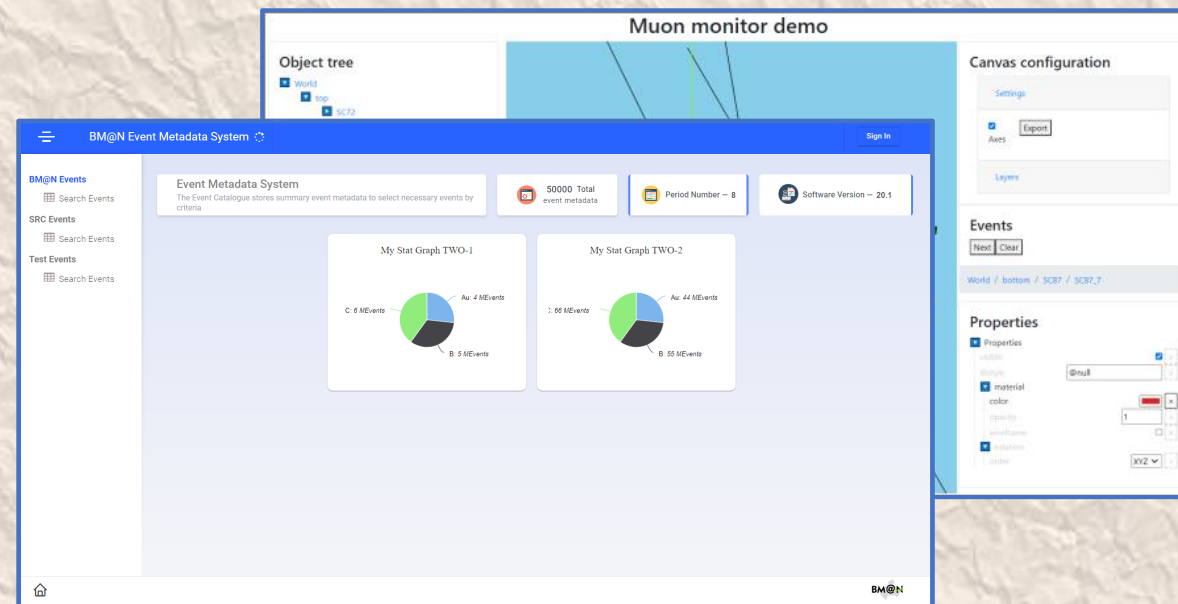 Muon monitor demo
Object tree
World
top
SC72
Canvas configuration
Settings
Axes
Export
Layers
Events
Next Clear
World / bottom / SC87 / SC87_7
Properties
Properties
visible
@null
material
color
opacity
1
wireframe
rotation
order
XYZ
BM@N Event Metadata System
Sign In
BM@N Events
Search Events
SRC Events
Search Events
Test Events
Search Events
Event Metadata System
The Event Catalogue stores summary event metadata to select necessary events by
criteria
50000 Total
event metadata
Period Number — 8
Software Version — 20.1
My Stat Graph TWO-1
Au: 4 MEvents
C: 6 MEvents
B: 5 MEvents
My Stat Graph TWO-2
Au: 44 MEvents
: 66 MEvents
B: 55 MEvents
BM@N